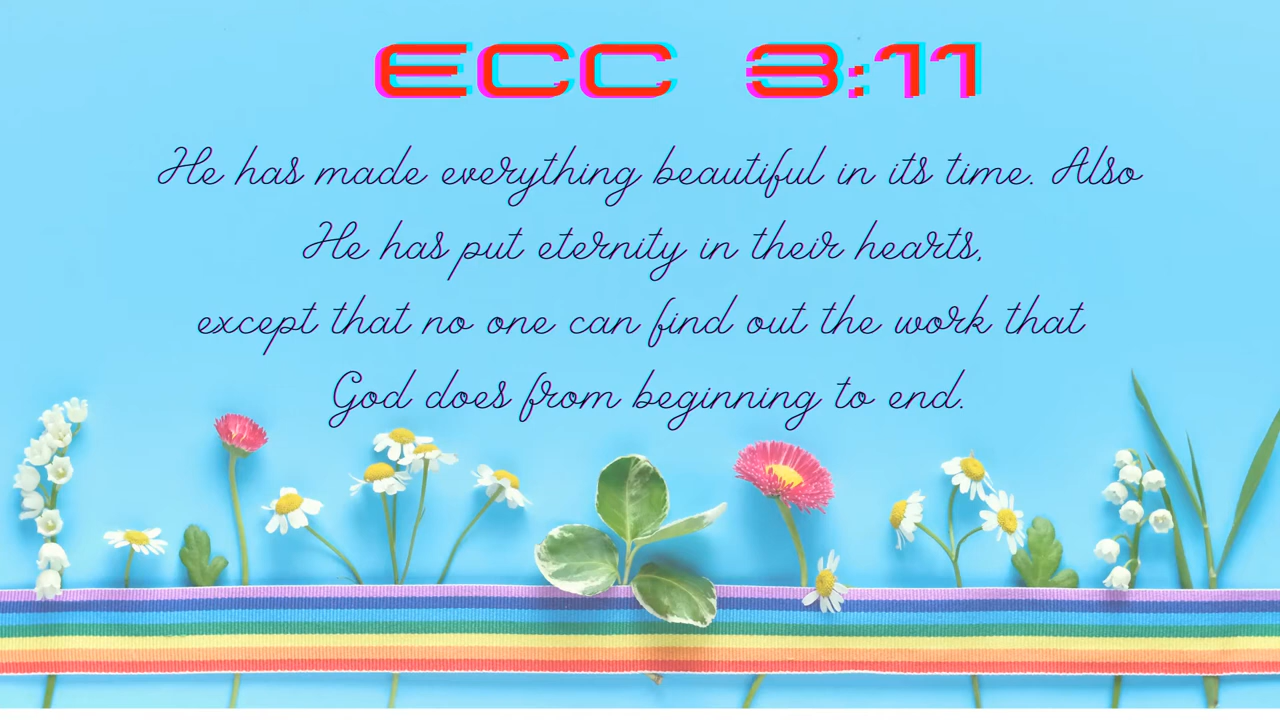 ECC 3:11
He has made everything beautiful in its time. Also
He has put eternity in their hearts,
except that no one can find out the work that
God does from beginning to end.